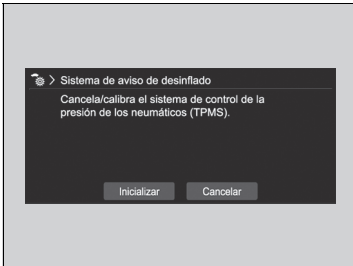 > Sistema de aviso de desinflado
Cancela/calibra el sistema de control de la
presión de los neumáticos (TPMS).
Inicializar
Cancelar